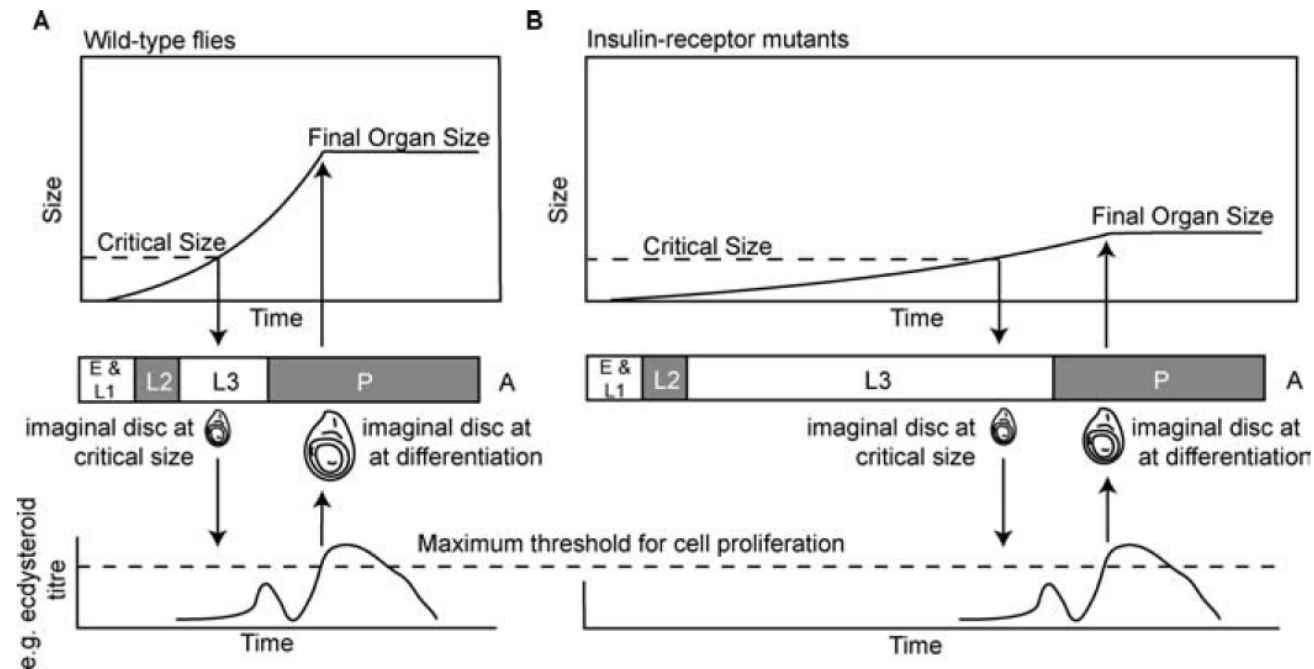 A
Wild-type flies
Size
Final Organ Size
Critical Size
Time
E &
L1
L2
L3
P
A
imaginal disc at
critical size
imaginal disc at
at differentiation
e.g. ecdysteroid
titre
Time
B
Insulin-receptor mutants
Size
Final Organ Size
Critical Size
Time
E &
L1
L2
L3
P
A
imaginal disc at
critical size
imaginal disc at
at differentiation
Maximum threshold for cell proliferation
Time